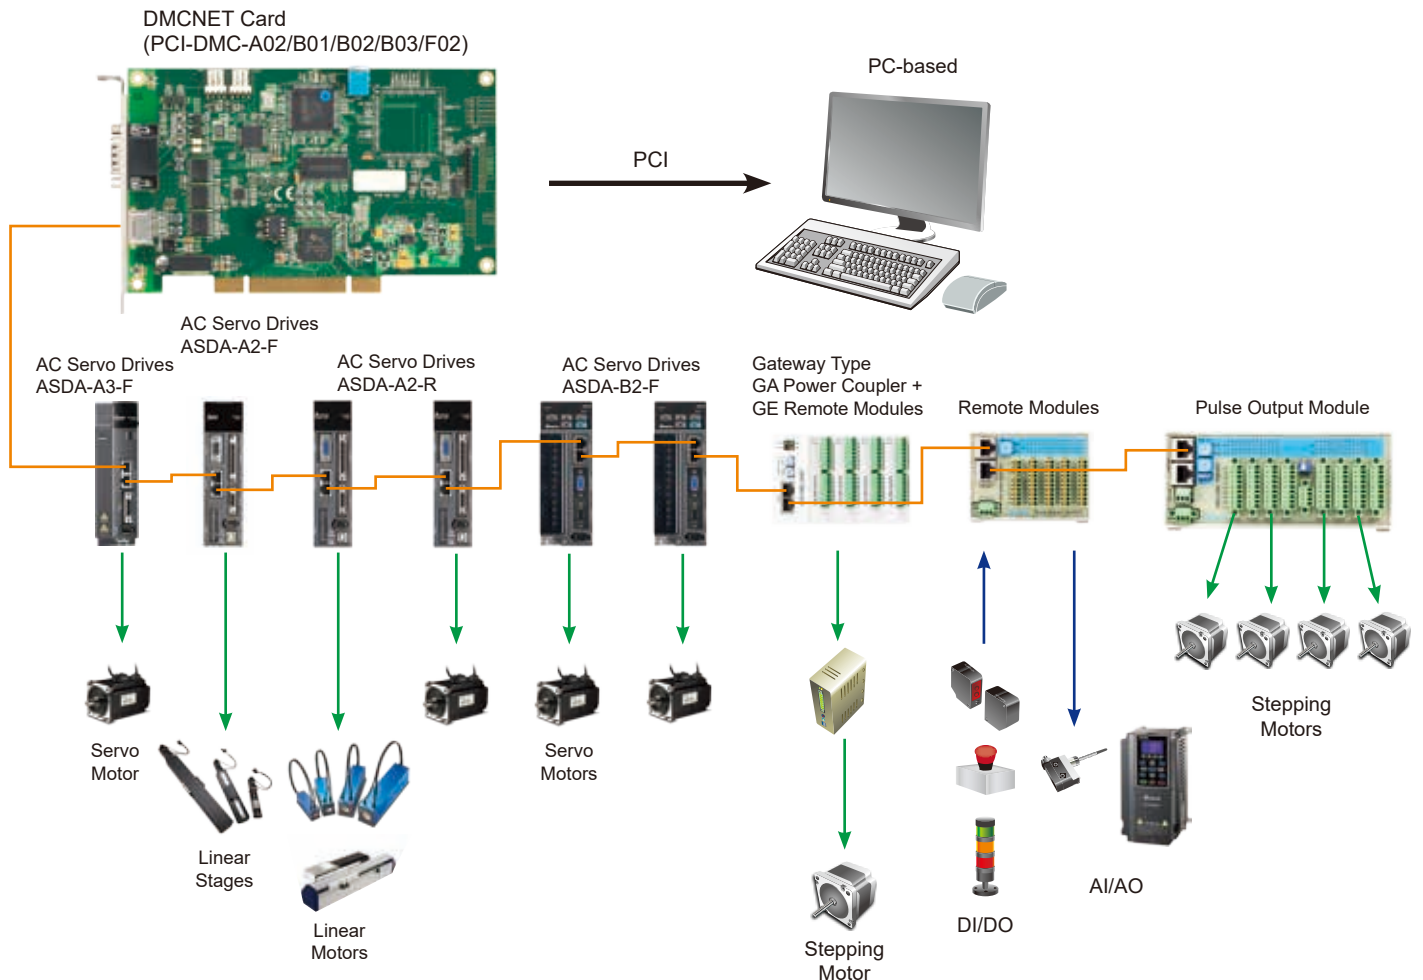 DMCNET Card
(PCI-DMC-A02/B01/B02/B03/F02)
PC-based
PCI
AC Servo Drives
ASDA-A3-F
AC Servo Drives
ASDA-A2-F
AC Servo Drives
ASDA-A2-R
AC Servo Drives
ASDA-B2-F
Gateway Type
GA Power Coupler +
GE Remote Modules
Remote Modules
Pulse Output Module
Servo
Motor
Linear
Stages
Linear
Motors
Servo
Motors
Stepping
Motor
DI/DO
AI/AO
Stepping
Motors